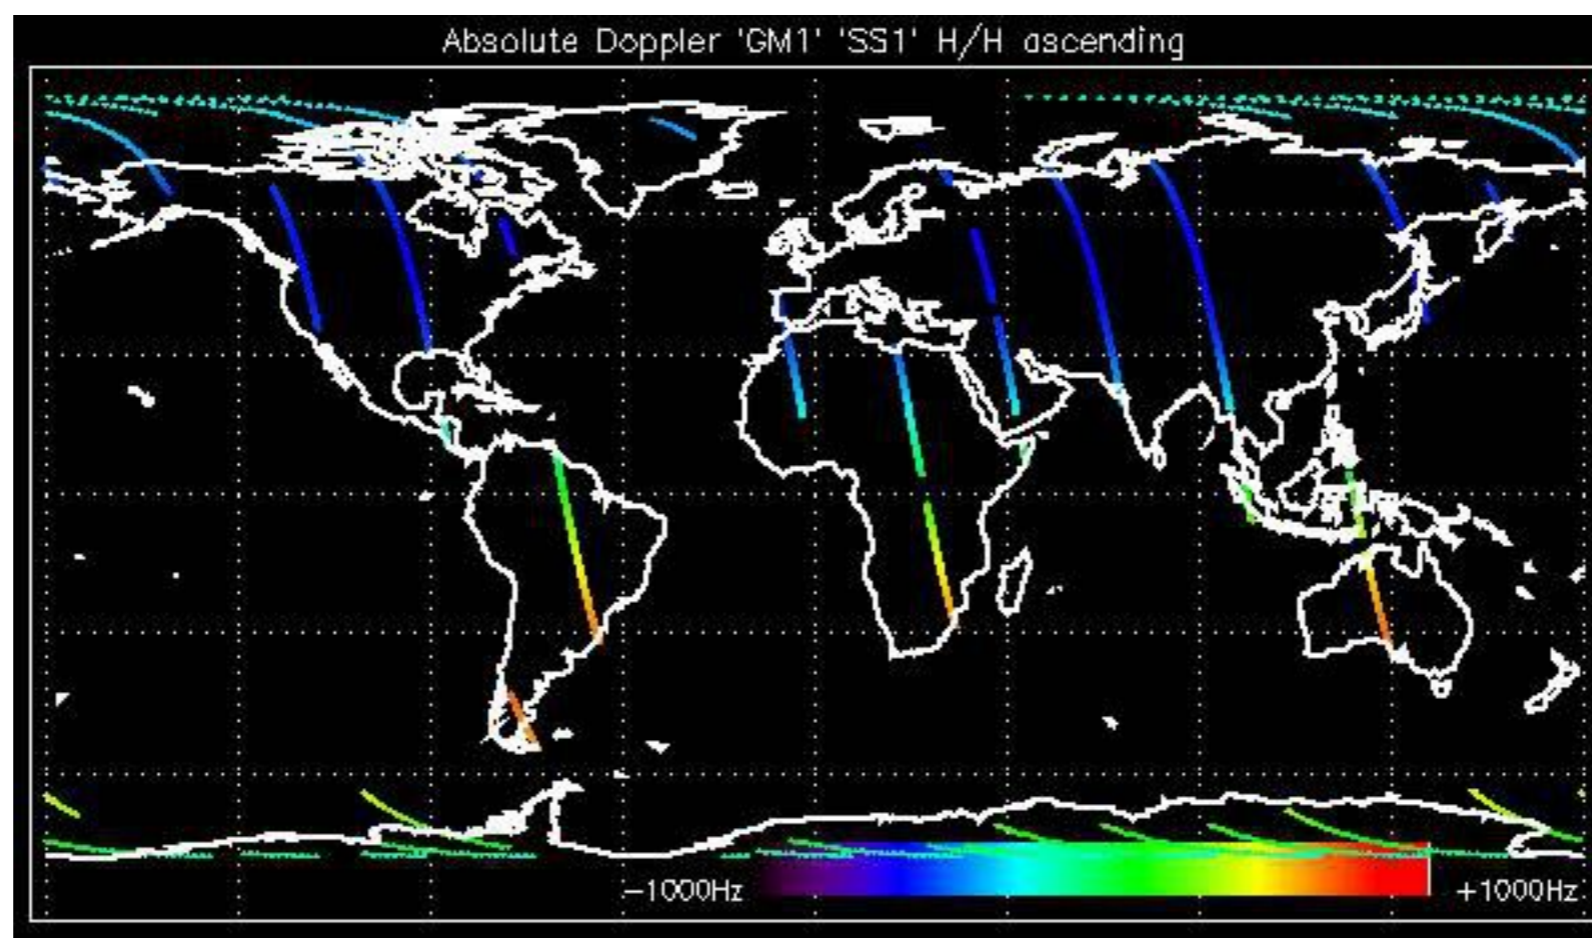 Absolute Doppler 'GM1' 'SS1' H/H ascending
-1000Hz
+1000Hz